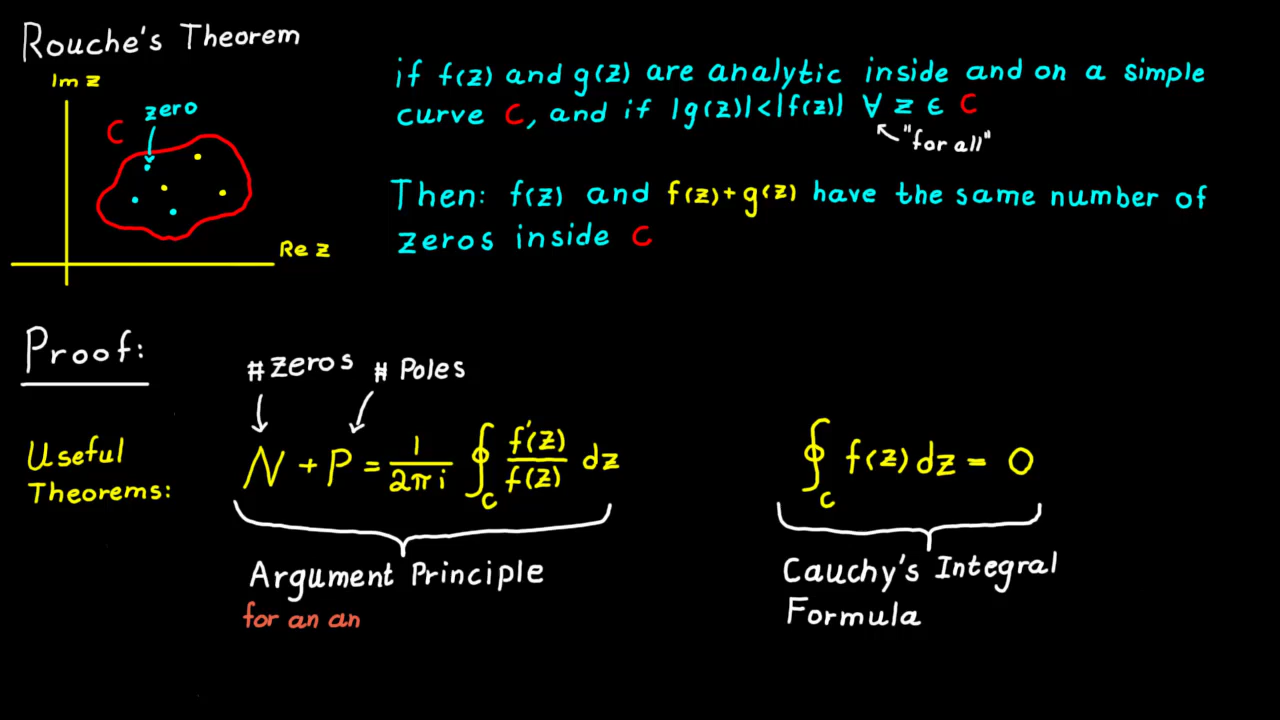 Rouche's Theorem
Im z
zero
C
Re z
if f(z) and g(z) are analytic inside and on a simple
curve C, and if |g(z)|<|f(z)| ∀ z ∈ C
"for all"
Then: f(z) and f(z)+g(z) have the same number of
zeros inside C
Proof:
# Zeros # Poles
Useful
Theorems:
N + P = 1/2πi ∮_C f'(z)/f(z) dz
Argument Principle
for an an
∮_C f(z) dz = 0
Cauchy's Integral
Formula